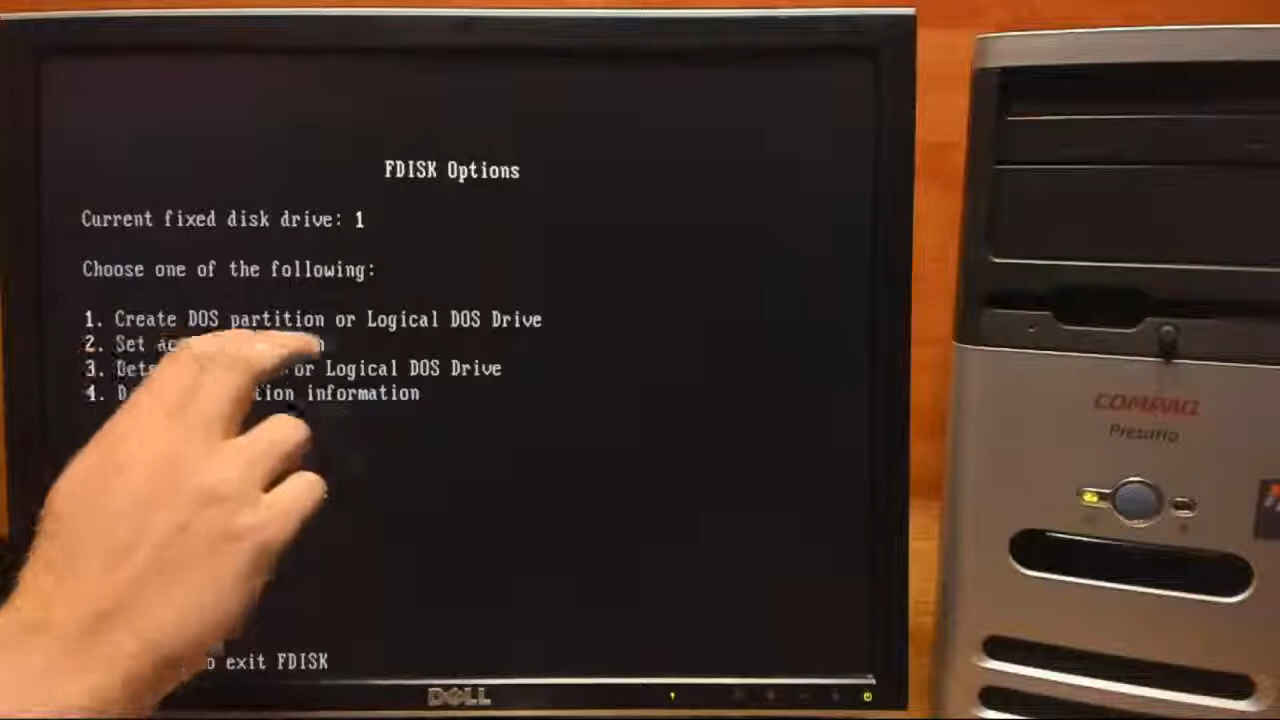 FDISK Options
Current fixed disk drive: 1
Choose one of the following:
1. Create DOS partition or Logical DOS Drive
2. Set
3. or Logical DOS Drive
4. information
exit FDISK
DELL
COMPAQ
Presario